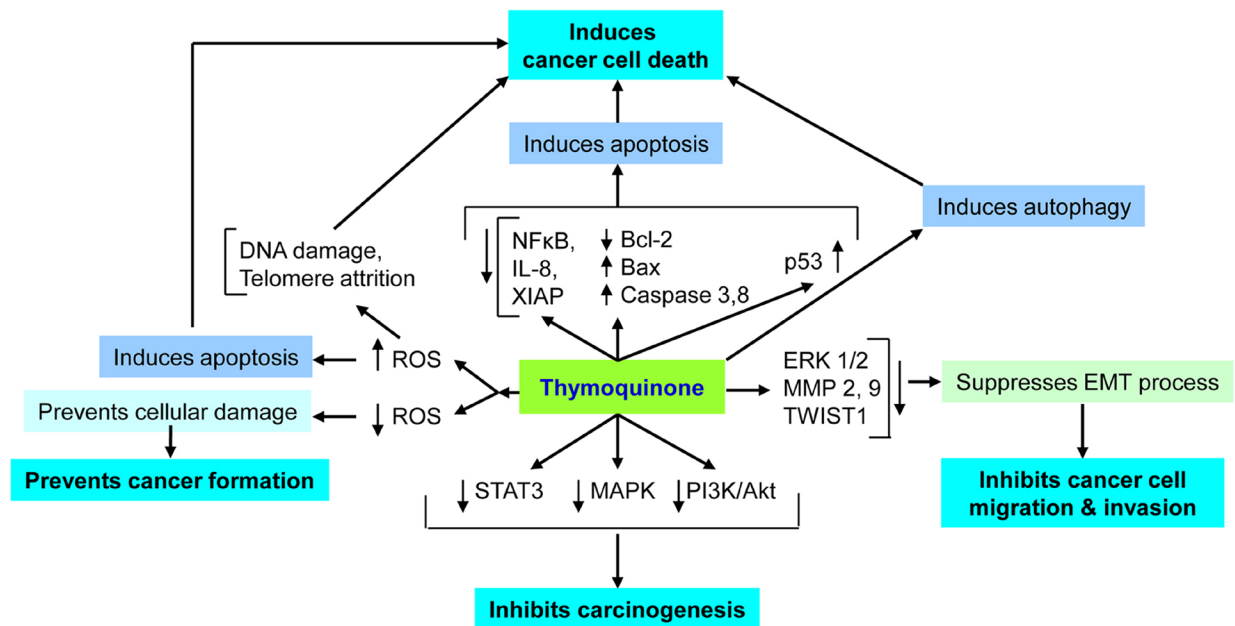 Induces
cancer cell death
Induces apoptosis
Induces autophagy
DNA damage,
Telomere attrition
NFκB,
IL-8,
XIAP
Bcl-2
Bax
Caspase 3,8
p53
Induces apoptosis
ROS
Prevents cellular damage
ROS
Prevents cancer formation
Thymoquinone
ERK 1/2
MMP 2, 9
TWIST1
Suppresses EMT process
Inhibits cancer cell
migration & invasion
STAT3
MAPK
PI3K/Akt
Inhibits carcinogenesis